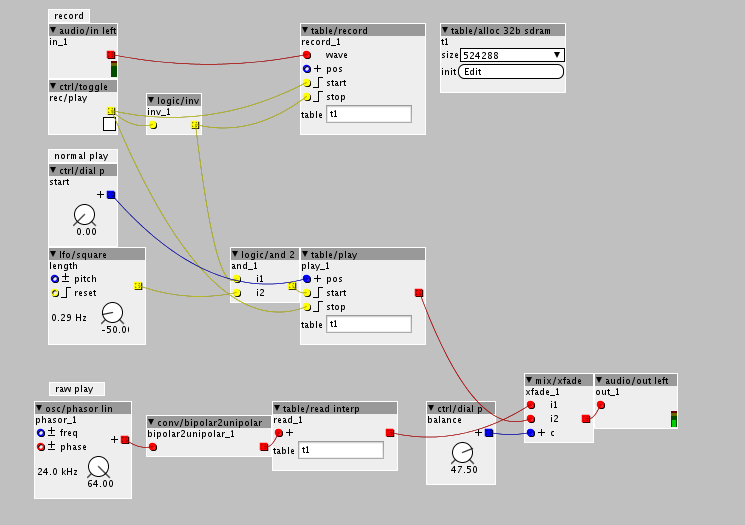 record
▼ audio/in left
in_1
▼ ctrl/toggle
rec/play
▼ logic/inv
inv_1
▼ table/record
record_1
wave
+ pos
start
stop
table t1
▼ table/alloc 32b sdram
t1
size 524288 ▼
init Edit
normal play
▼ ctrl/dial p
start
+
0.00
▼ lfo/square
length
± pitch
reset
0.29 Hz
-50.0
▼ logic/and 2
and_1
i1
i2
▼ table/play
play_1
+ pos
start
stop
table t1
raw play
▼ osc/phasor lin
phasor_1
± freq
± phase
+
24.0 kHz
64.00
▼ conv/bipolar2unipolar
bipolar2unipolar_1
▼ table/read interp
read_1
+
table t1
▼ ctrl/dial p
balance
+
47.50
▼ mix/xfade
xfade_1
i1
i2
+ c
▼ audio/out left
out_1